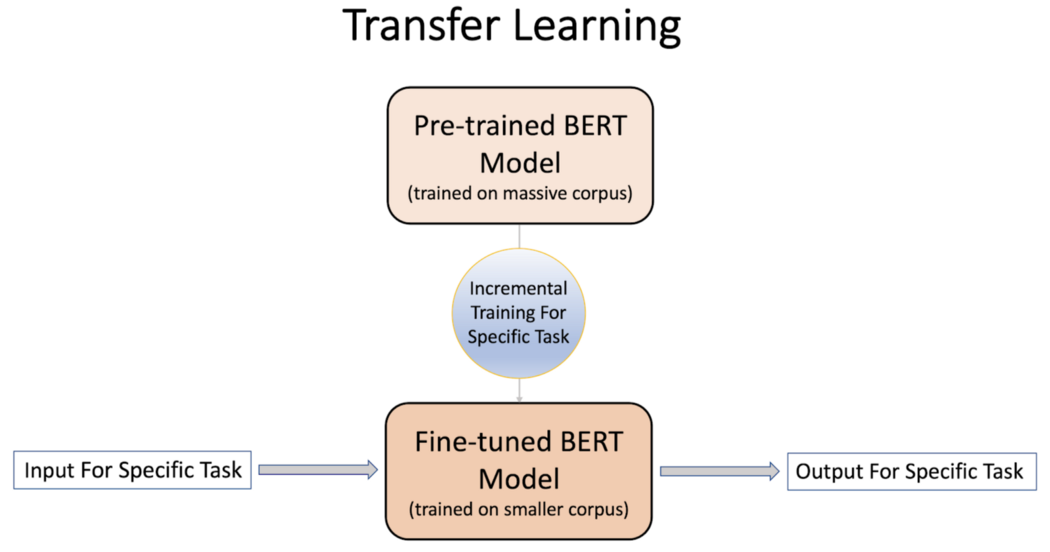 Transfer Learning
Pre-trained BERT
Model
(trained on massive corpus)
Incremental
Training For
Specific Task
Input For Specific Task
Fine-tuned BERT
Model
(trained on smaller corpus)
Output For Specific Task